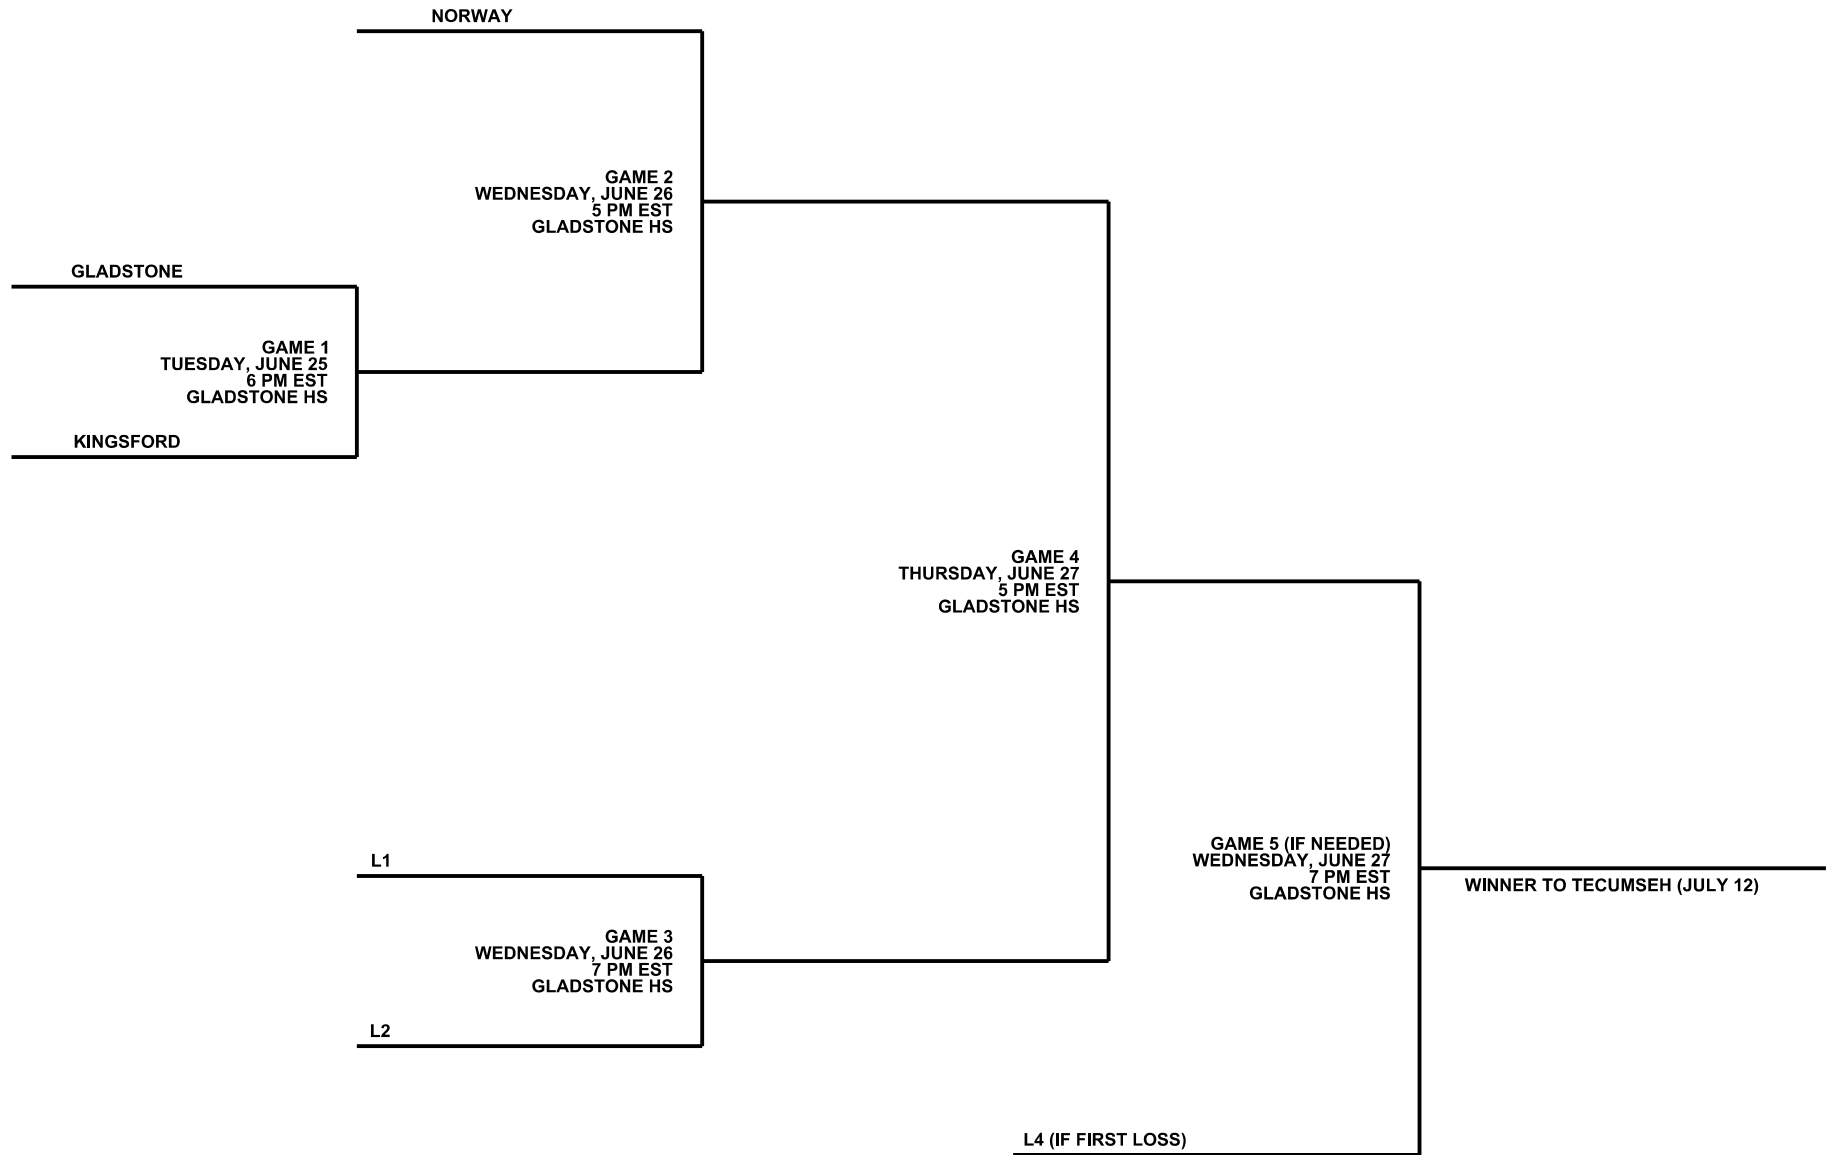 NORWAY
GAME 2
WEDNESDAY, JUNE 26
5 PM EST
GLADSTONE HS
GLADSTONE
GAME 1
TUESDAY, JUNE 25
6 PM EST
GLADSTONE HS
KINGSFORD
GAME 4
THURSDAY, JUNE 27
5 PM EST
GLADSTONE HS
L1
GAME 3
WEDNESDAY, JUNE 26
7 PM EST
GLADSTONE HS
L2
GAME 5 (IF NEEDED)
WEDNESDAY, JUNE 27
7 PM EST
GLADSTONE HS
WINNER TO TECUMSEH (JULY 12)
L4 (IF FIRST LOSS)